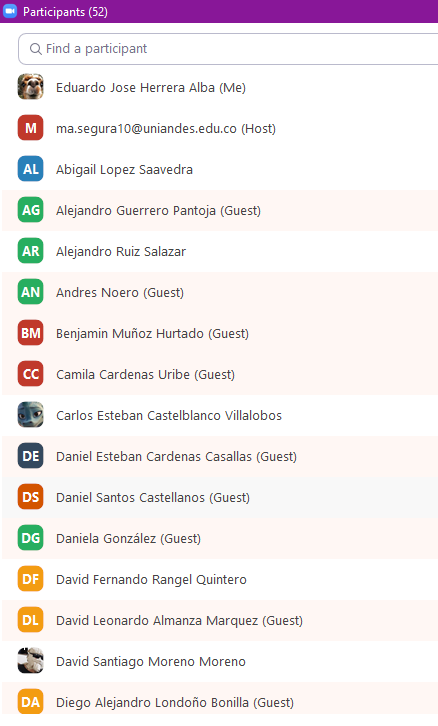 Participants (52)
Find a participant
Eduardo Jose Herrera Alba (Me)
M ma.segura10@uniandes.edu.co (Host)
AL Abigail Lopez Saavedra
AG Alejandro Guerrero Pantoja (Guest)
AR Alejandro Ruiz Salazar
AN Andres Noero (Guest)
BM Benjamin Muñoz Hurtado (Guest)
CC Camila Cardenas Uribe (Guest)
Carlos Esteban Castelblanco Villalobos
DE Daniel Esteban Cardenas Casallas (Guest)
DS Daniel Santos Castellanos (Guest)
DG Daniela González (Guest)
DF David Fernando Rangel Quintero
DL David Leonardo Almanza Marquez (Guest)
David Santiago Moreno Moreno
DA Diego Alejandro Londoño Bonilla (Guest)